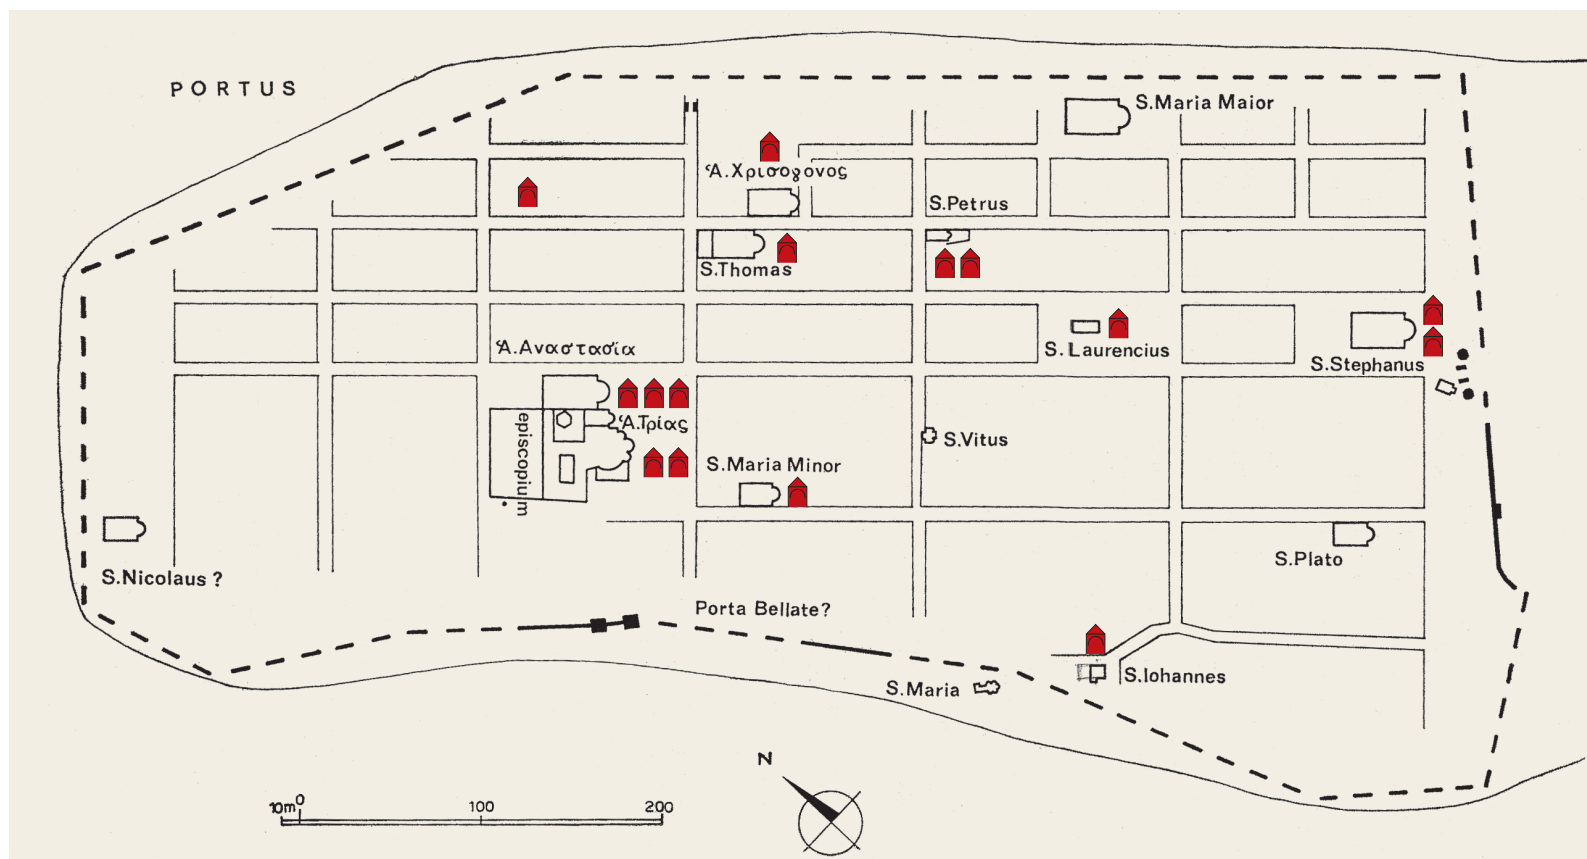 PORTUS
S.Maria Maior
Ἁ.Χρισογονος
S.Petrus
S.Thomas
Ἁ.Αναστασία
S. Laurencius
S.Stephanus
episcopium
Ἁ.Τρίας
S.Vitus
S.Maria Minor
S.Nicolaus ?
S.Plato
Porta Bellate?
S.Maria
S.Iohannes
N
10m 0 100 200